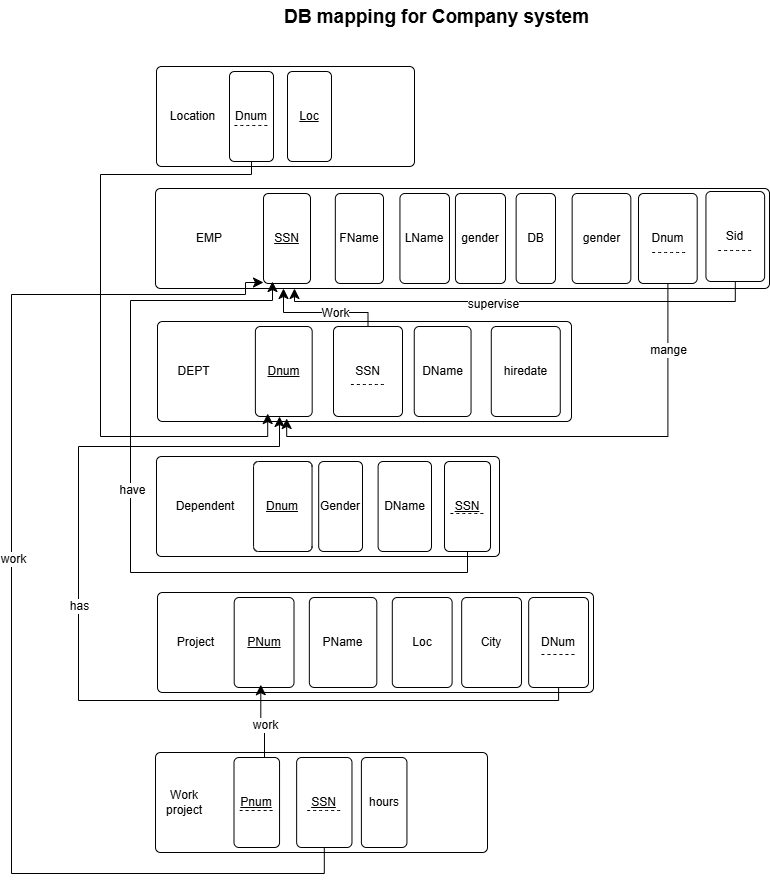 DB mapping for Company system
Location
Dnum
Loc
EMP
SSN
FName
LName
gender
DB
gender
Dnum
Sid
supervise
Work
mange
DEPT
Dnum
SSN
DName
hiredate
have
Dependent
Dnum
Gender
DName
SSN
work
has
Project
PNum
PName
Loc
City
DNum
work
Work
project
Pnum
SSN
hours